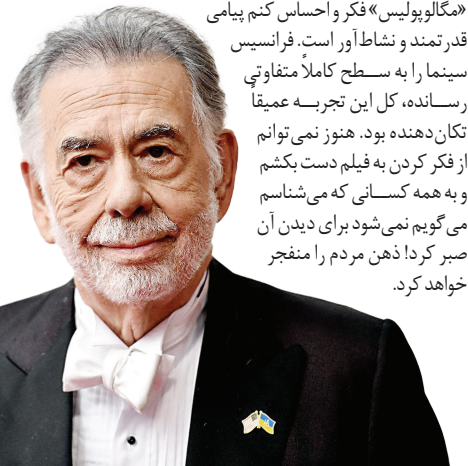 «مگالوپولیس» فکر و احساس کنم پیامی
قدرتمند و نشاط‌آور است. فرانسیس
سینما را به سطح کاملاً متفاوتی
رسانده، کل این تجربه عمیقاً
تکان‌دهنده بود. هنوز نمی‌توانم
از فکر کردن به فیلم دست بکشم
و به همه کسانی که می‌شناسم
می‌گویم نمی‌شود برای دیدن آن
صبر کرد! ذهن مردم را منفجر
خواهد کرد.